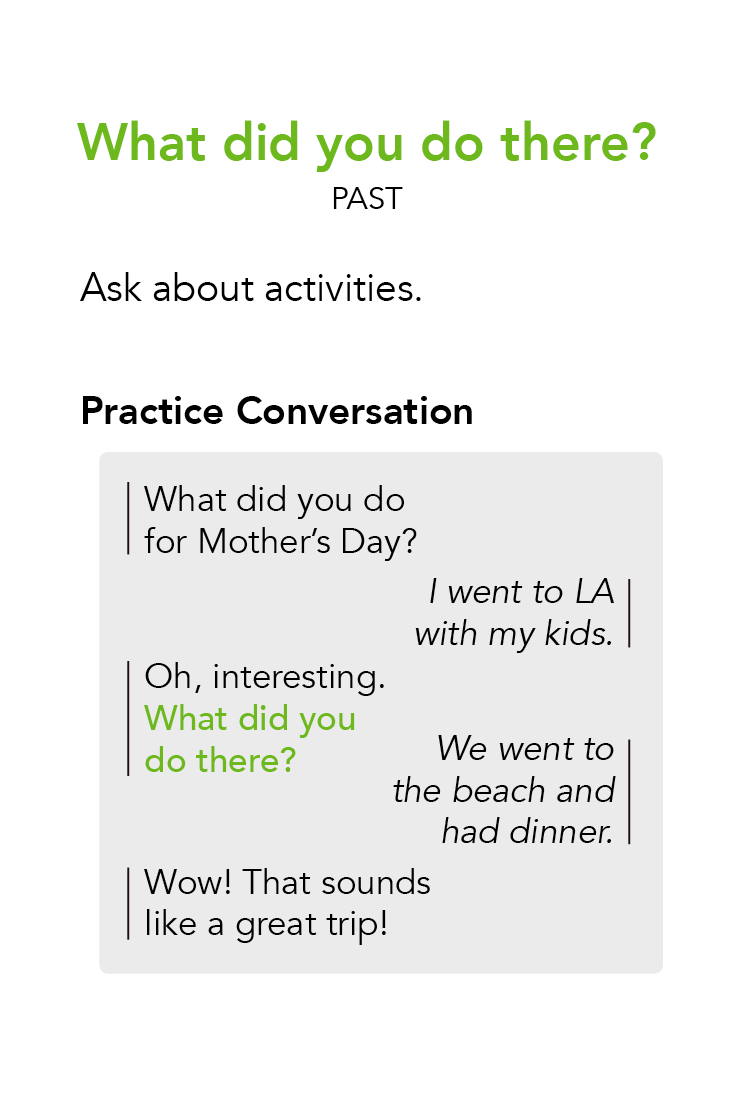 What did you do there?
PAST
Ask about activities.
Practice Conversation
What did you do
for Mother’s Day?
I went to LA
with my kids.
Oh, interesting.
What did you
do there?
We went to
the beach and
had dinner.
Wow! That sounds
like a great trip!